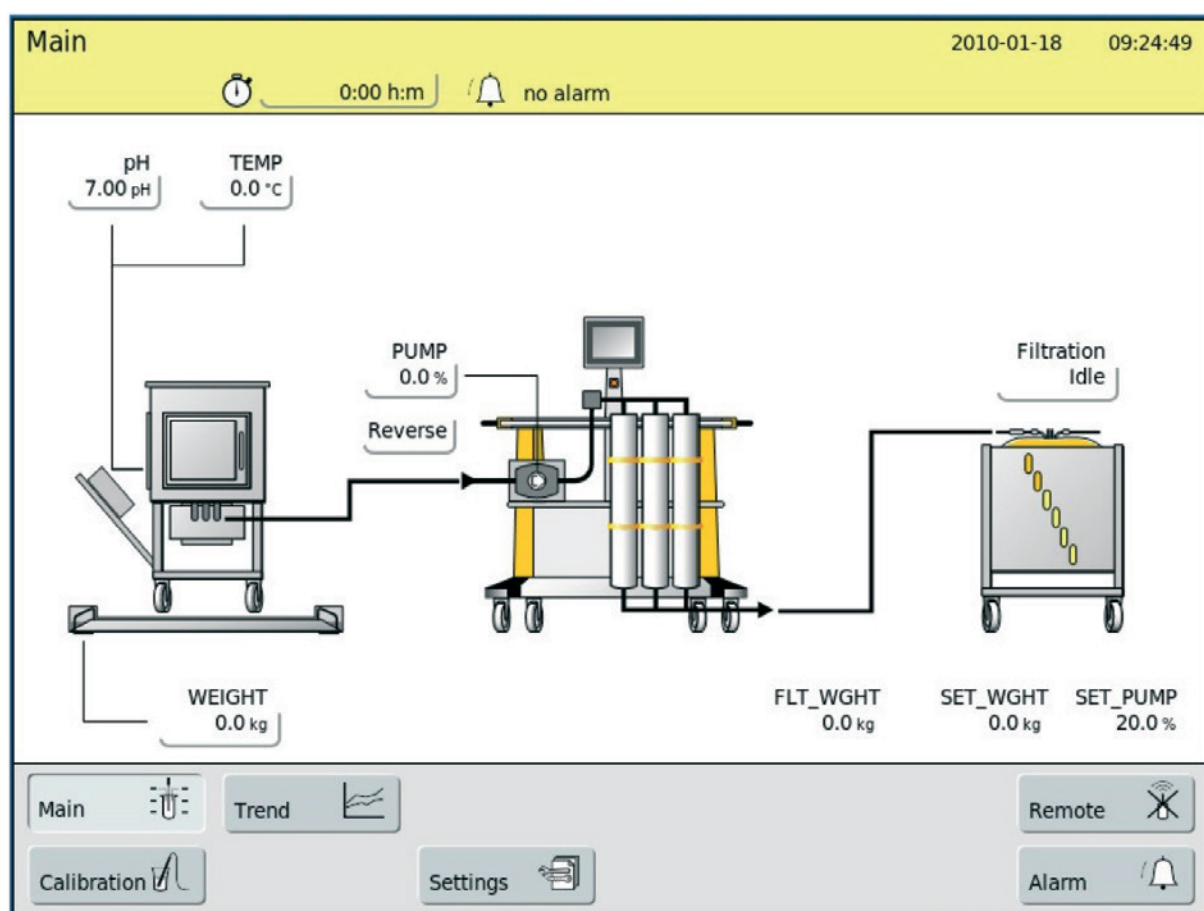 Main
2010-01-18 09:24:49
0:00 h:m no alarm
pH TEMP
7.00 pH 0.0 °C
PUMP
0.0 %
Reverse
Filtration
Idle
WEIGHT
0.0 kg
FLT_WGHT SET_WGHT SET_PUMP
0.0 kg 0.0 kg 20.0 %
Main Trend Remote
Calibration Settings Alarm